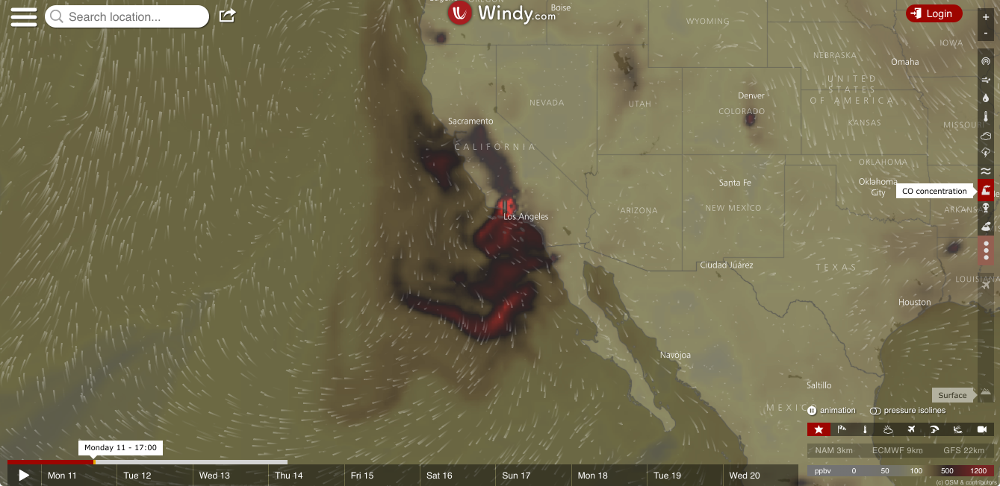 Search location...
Windy.com
Boise
Login
+
-
WYOMING
IOWA
NEBRASKA
Omaha
UNITED
STATES
OF AMERICA
NEVADA
UTAH
Denver
COLORADO
KANSAS
MISSOURI
Sacramento
CALIFORNIA
OKLAHOMA
Santa Fe
Oklahoma
City
CO concentration
ARIZONA
NEW MEXICO
ARKANSAS
Los Angeles
Ciudad Juárez
TEXAS
LOUISIANA
Houston
Navojoa
Saltillo
Surface
MEXICO
animation
pressure isolines
NAM 3km
ECMWF 9km
GFS 22km
Monday 11 - 17:00
Mon 11
Tue 12
Wed 13
Thu 14
Fri 15
Sat 16
Sun 17
Mon 18
Tue 19
Wed 20
ppbv 0 50 100 500 1200
(c) OSM & contributors